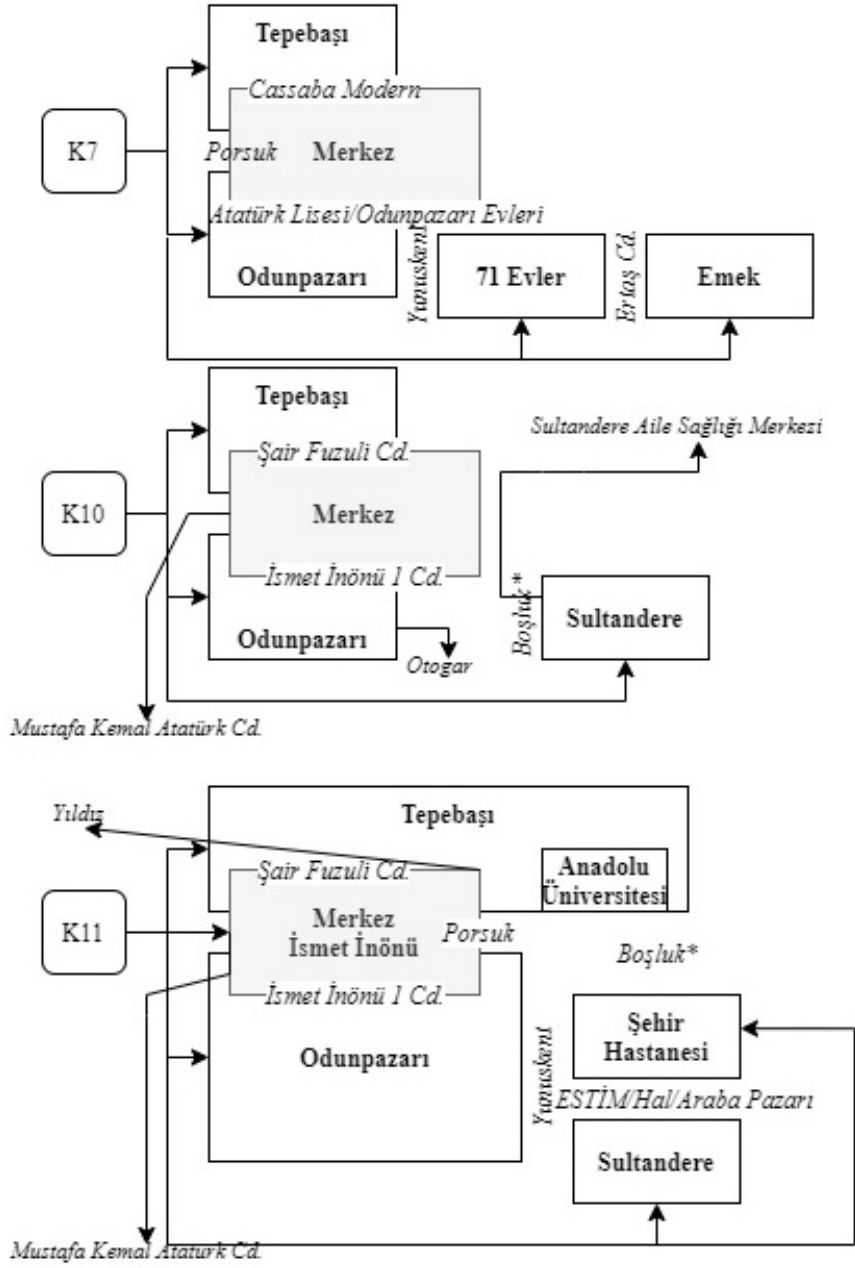 Tepebaşı
Cassaba Modern
K7
Porsuk
Merkez
Atatürk Lisesi/Odunpazarı Evleri
Odunpazarı
Yunuskent
71 Evler
Ertaş Cd.
Emek
Tepebaşı
Sultandere Aile Sağlığı Merkezi
Şair Fuzuli Cd.
K10
Merkez
İsmet İnönü 1 Cd.
Boşluk*
Sultandere
Odunpazarı
Otogar
Mustafa Kemal Atatürk Cd.
Yıldız
Tepebaşı
Şair Fuzuli Cd.
Anadolu
Üniversitesi
K11
Merkez
İsmet İnönü
Porsuk
Boşluk*
İsmet İnönü 1 Cd.
Şehir
Hastanesi
Odunpazarı
Yunuskent
ESTİM/Hal/Araba Pazarı
Sultandere
Mustafa Kemal Atatürk Cd.